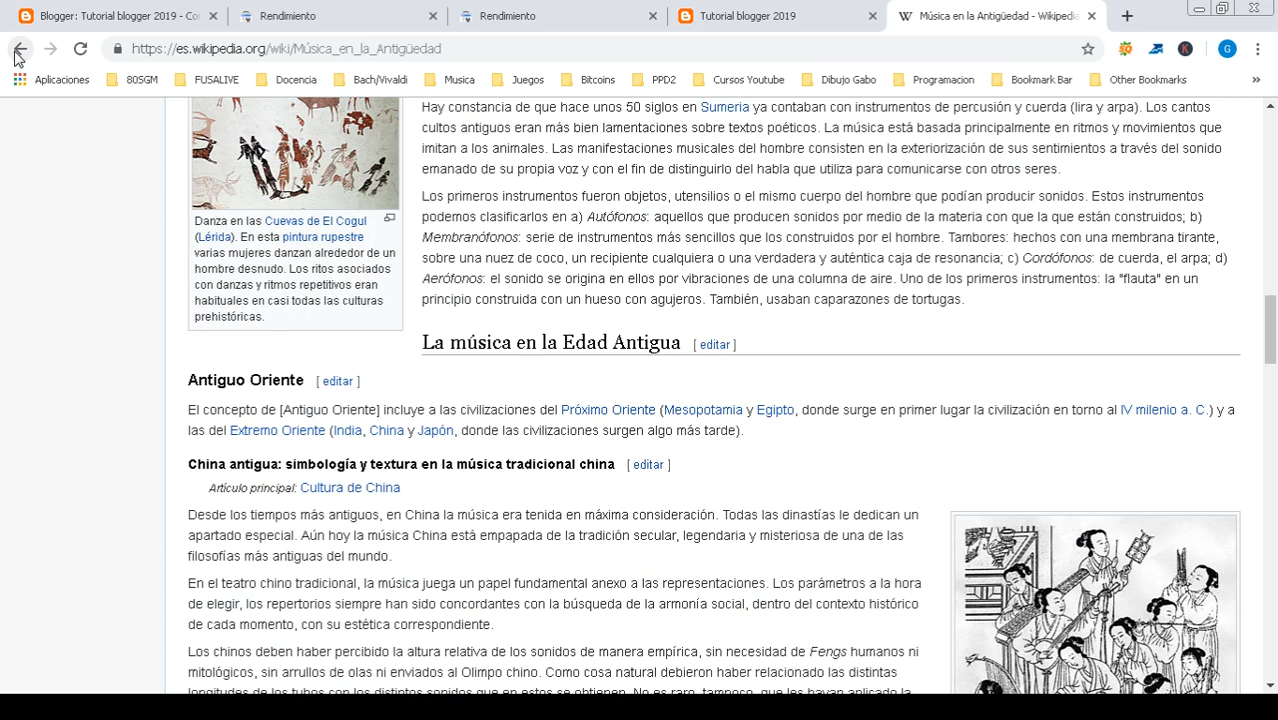 Blogger: Tutorial blogger 2019 - Co
Rendimiento
Rendimiento
Tutorial blogger 2019
Música en la Antigüedad - Wikipedia
https://es.wikipedia.org/wiki/Música_en_la_Antigüedad
G
Aplicaciones
80SGM
FUSALIVE
Docencia
Bach/Vivaldi
Musica
Juegos
Bitcoins
PPD2
Cursos Youtube
Dibujo Gabo
Programacion
Bookmark Bar
Other Bookmarks
Hay constancia de que hace unos 50 siglos en Sumeria ya contaban con instrumentos de percusión y cuerda (lira y arpa). Los cantos
cultos antiguos eran más bien lamentaciones sobre textos poéticos. La música está basada principalmente en ritmos y movimientos que
imitan a los animales. Las manifestaciones musicales del hombre consisten en la exteriorización de sus sentimientos a través del sonido
emanado de su propia voz y con el fin de distinguirlo del habla que utiliza para comunicarse con otros seres.
Los primeros instrumentos fueron objetos, utensilios o el mismo cuerpo del hombre que podían producir sonidos. Estos instrumentos
podemos clasificarlos en a) Autófonos: aquellos que producen sonidos por medio de la materia con que la que están construidos; b)
Membranófonos: serie de instrumentos más sencillos que los construidos por el hombre. Tambores: hechos con una membrana tirante,
sobre una nuez de coco, un recipiente cualquiera o una verdadera y auténtica caja de resonancia; c) Cordófonos: de cuerda, el arpa; d)
Aerófonos: el sonido se origina en ellos por vibraciones de una columna de aire. Uno de los primeros instrumentos: la "flauta" en un
principio construida con un hueso con agujeros. También, usaban caparazones de tortugas.
Danza en las Cuevas de El Cogul
(Lérida). En esta pintura rupestre
varias mujeres danzan alrededor de un
hombre desnudo. Los ritos asociados
con danzas y ritmos repetitivos eran
habituales en casi todas las culturas
prehistóricas.
La música en la Edad Antigua [ editar ]
Antiguo Oriente [ editar ]
El concepto de [Antiguo Oriente] incluye a las civilizaciones del Próximo Oriente (Mesopotamia y Egipto, donde surge en primer lugar la civilización en torno al IV milenio a. C.) y a
las del Extremo Oriente (India, China y Japón, donde las civilizaciones surgen algo más tarde).
China antigua: simbología y textura en la música tradicional china [ editar ]
Artículo principal: Cultura de China
Desde los tiempos más antiguos, en China la música era tenida en máxima consideración. Todas las dinastías le dedican un
apartado especial. Aún hoy la música China está empapada de la tradición secular, legendaria y misteriosa de una de las
filosofías más antiguas del mundo.
En el teatro chino tradicional, la música juega un papel fundamental anexo a las representaciones. Los parámetros a la hora
de elegir, los repertorios siempre han sido concordantes con la búsqueda de la armonía social, dentro del contexto histórico
de cada momento, con su estética correspondiente.
Los chinos deben haber percibido la altura relativa de los sonidos de manera empírica, sin necesidad de Fengs humanos ni
mitológicos, sin arrullos de olas ni enviados al Olimpo chino. Como cosa natural debieron haber relacionado las distintas
longitudes de los tubos con los distintos sonidos que en estos se obtienen. No es raro, tampoco, que les hayan aplicado la